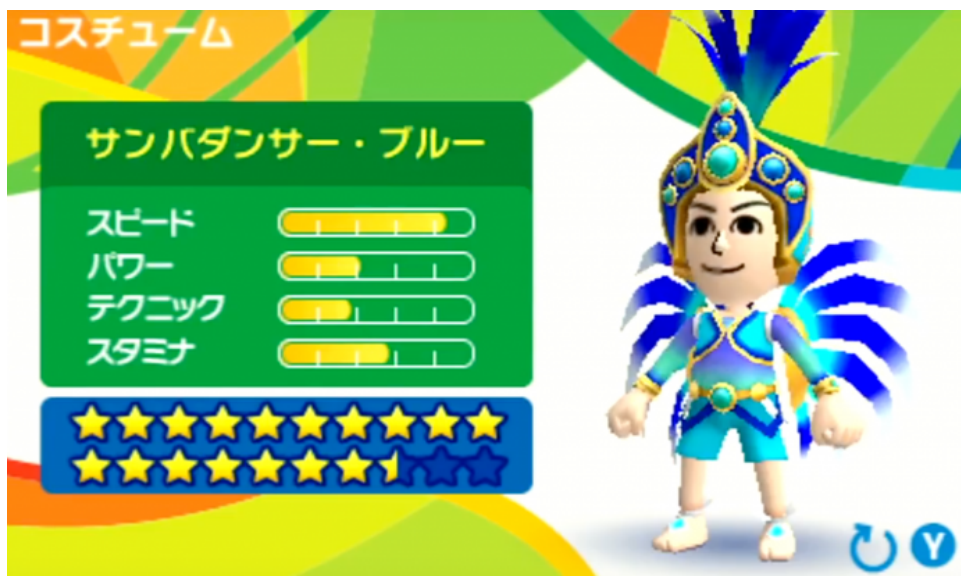 コスチューム
サンバダンサー・ブルー
スピード
パワー
テクニック
スタミナ
Y